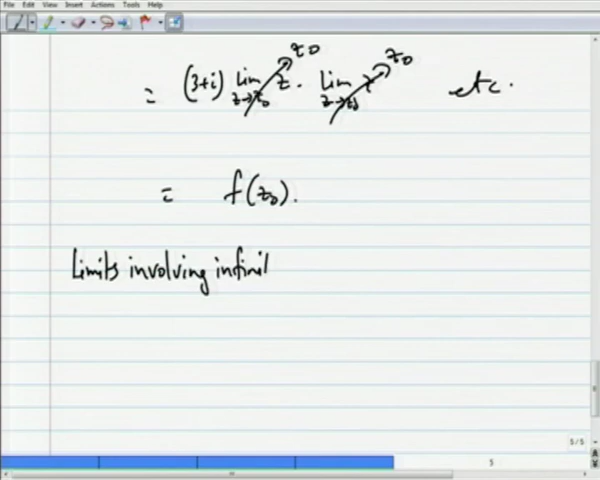 File Edit View Insert Actions Tools Help
= (3+i) lim z→z₀ z z₀ . lim z→z₀ z z₀ etc.
= f(z₀).
Limits involving infinit
5/5
5